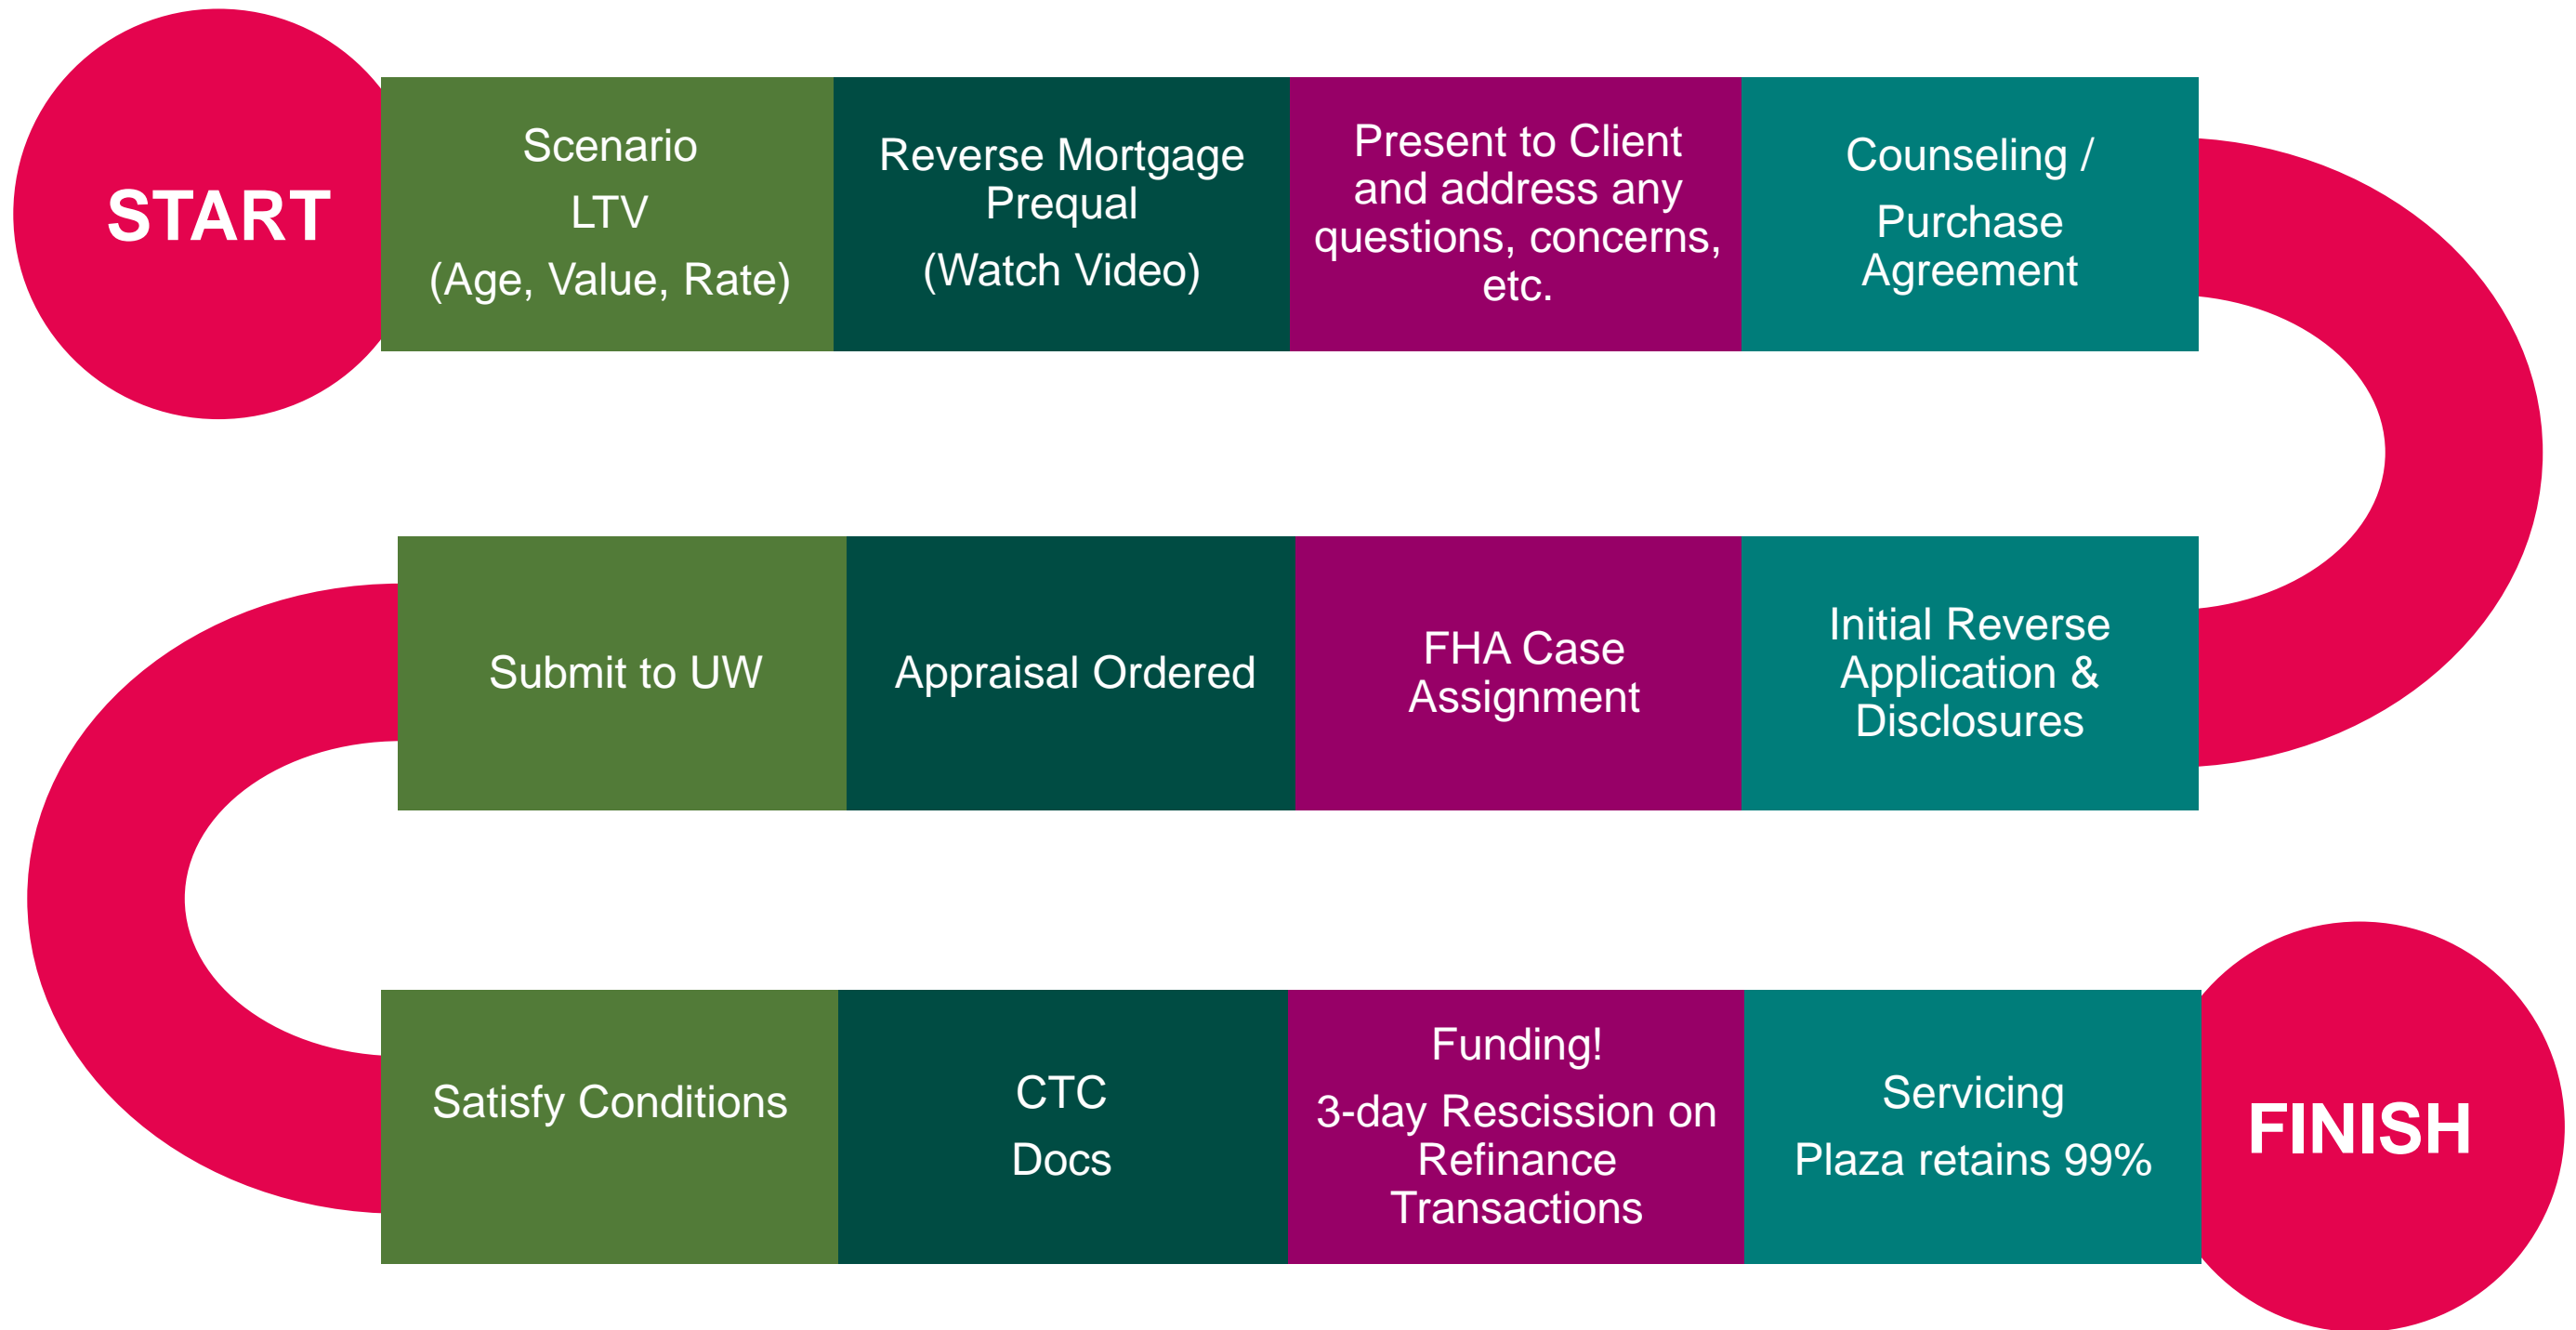 START
Scenario
LTV
(Age, Value, Rate)
Reverse Mortgage
Prequal
(Watch Video)
Present to Client
and address any
questions, concerns,
etc.
Counseling /
Purchase
Agreement
Initial Reverse
Application &
Disclosures
FHA Case
Assignment
Appraisal Ordered
Submit to UW
Satisfy Conditions
CTC
Docs
Funding!
3-day Rescission on
Refinance
Transactions
Servicing
Plaza retains 99%
FINISH